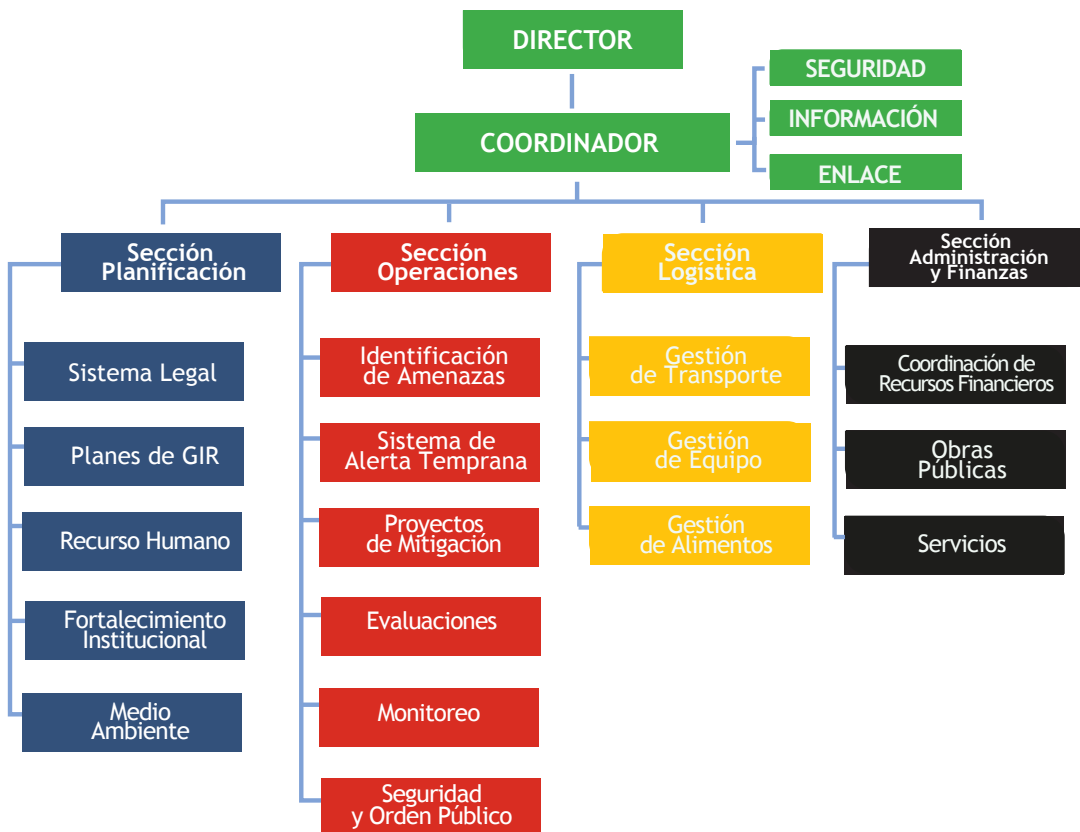 DIRECTOR
SEGURIDAD
INFORMACIÓN
COORDINADOR
ENLACE
Sección
Planificación
Sistema Legal
Planes de GIR
Recurso Humano
Fortalecimiento
Institucional
Medio
Ambiente
Sección
Operaciones
Identificación
de Amenazas
Sistema de
Alerta Temprana
Proyectos
de Mitigación
Evaluaciones
Monitoreo
Seguridad
y Orden Público
Sección
Logística
Gestión
de Transporte
Gestión
de Equipo
Gestión
de Alimentos
Sección
Administración
y Finanzas
Coordinación de
Recursos Financieros
Obras
Públicas
Servicios